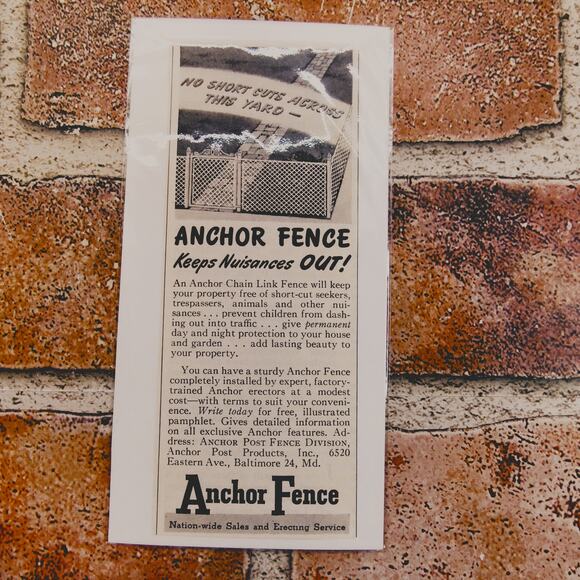 NO SHORT CUTS ACROSS
THIS YARD —
ANCHOR FENCE
Keeps Nuisances OUT!
An Anchor Chain Link Fence will keep
your property free of short-cut seekers,
trespassers, animals and other nui-
sances . . . prevent children from dash-
ing out into traffic . . . give permanent
day and night protection to your house
and garden . . . add lasting beauty to
your property.
You can have a sturdy Anchor Fence
completely installed by expert, factory-
trained Anchor erectors at a modest
cost—with terms to suit your conveni-
ence. Write today for free, illustrated
pamphlet. Gives detailed information
on all exclusive Anchor features. Ad-
dress: ANCHOR POST FENCE DIVISION,
Anchor Post Products, Inc., 6520
Eastern Ave., Baltimore 24, Md.
Anchor Fence
Nation-wide Sales and Erecting Service